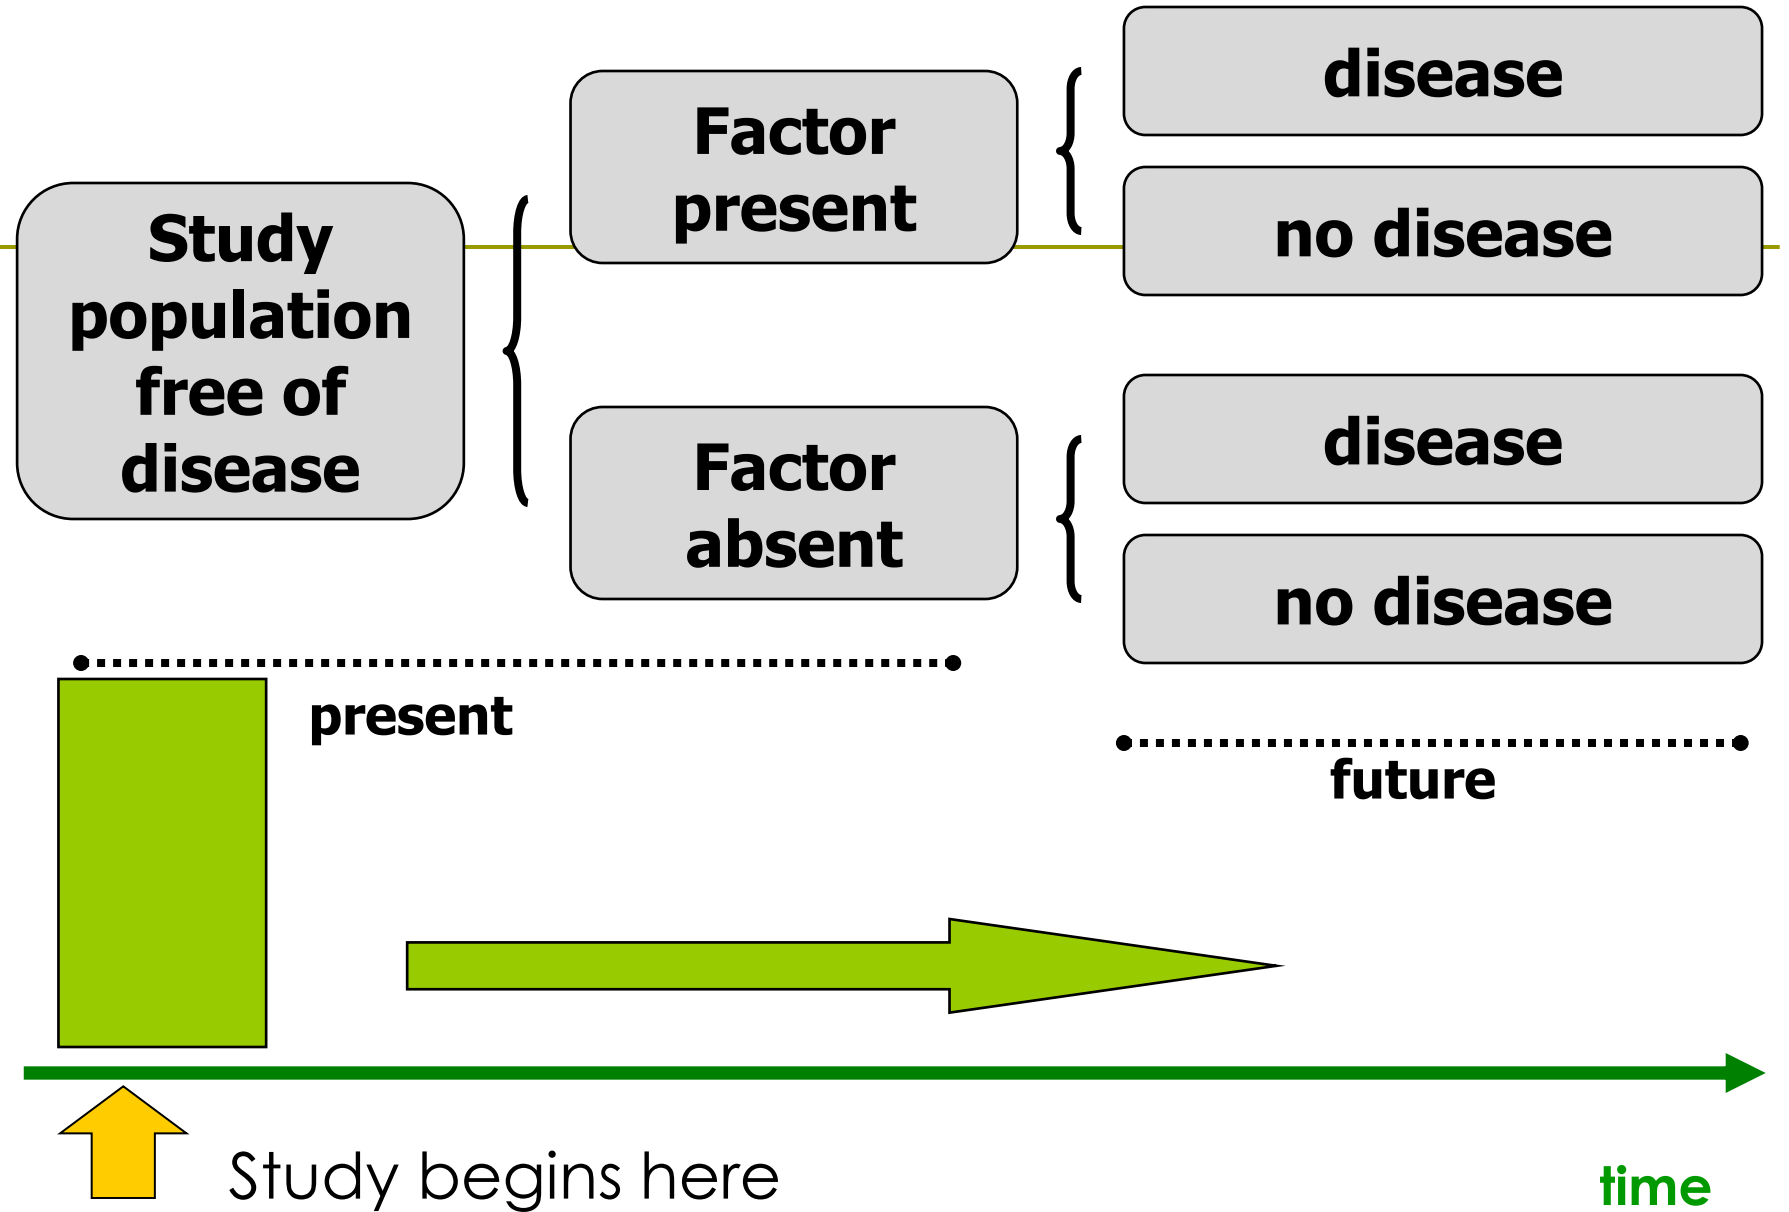 Study
population
free of
disease
Factor
present
disease
no disease
Factor
absent
disease
no disease
present
future
Study begins here
time